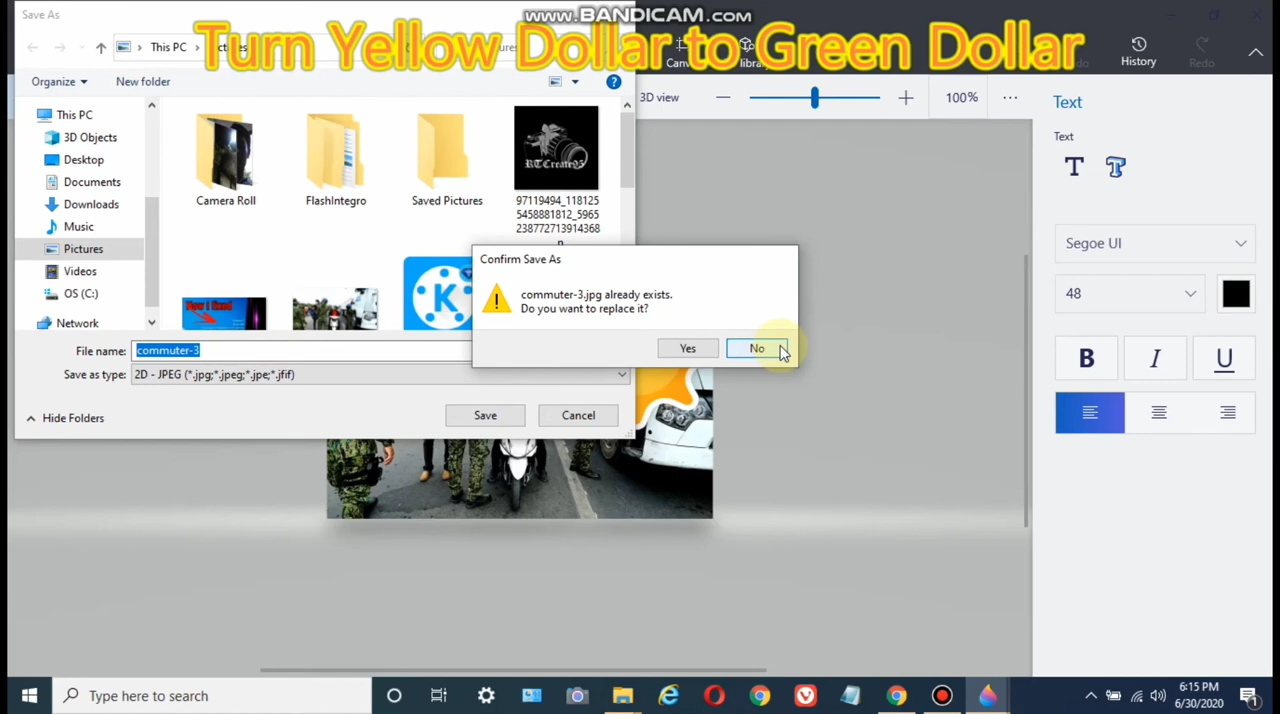 Save As
www.BANDICAM.com
Turn Yellow Dollar to Green Dollar
This PC
History
Redo
Organize
New folder
3D view
100%
Text
Text
This PC
3D Objects
Desktop
Documents
Downloads
Music
Pictures
Videos
OS (C:)
Network
Camera Roll
FlashIntegro
Saved Pictures
RTCreate95
97119494_118125
5458881812_5965
238772713914368
n
K
Confirm Save As
commuter-3.jpg already exists.
Do you want to replace it?
Yes
No
File name:
commuter-3
Save as type:
2D - JPEG (*.jpg;*.jpeg;*.jpe;*.jfif)
Hide Folders
Save
Cancel
Segoe UI
48
B
I
U
Type here to search
6:15 PM
6/30/2020
1